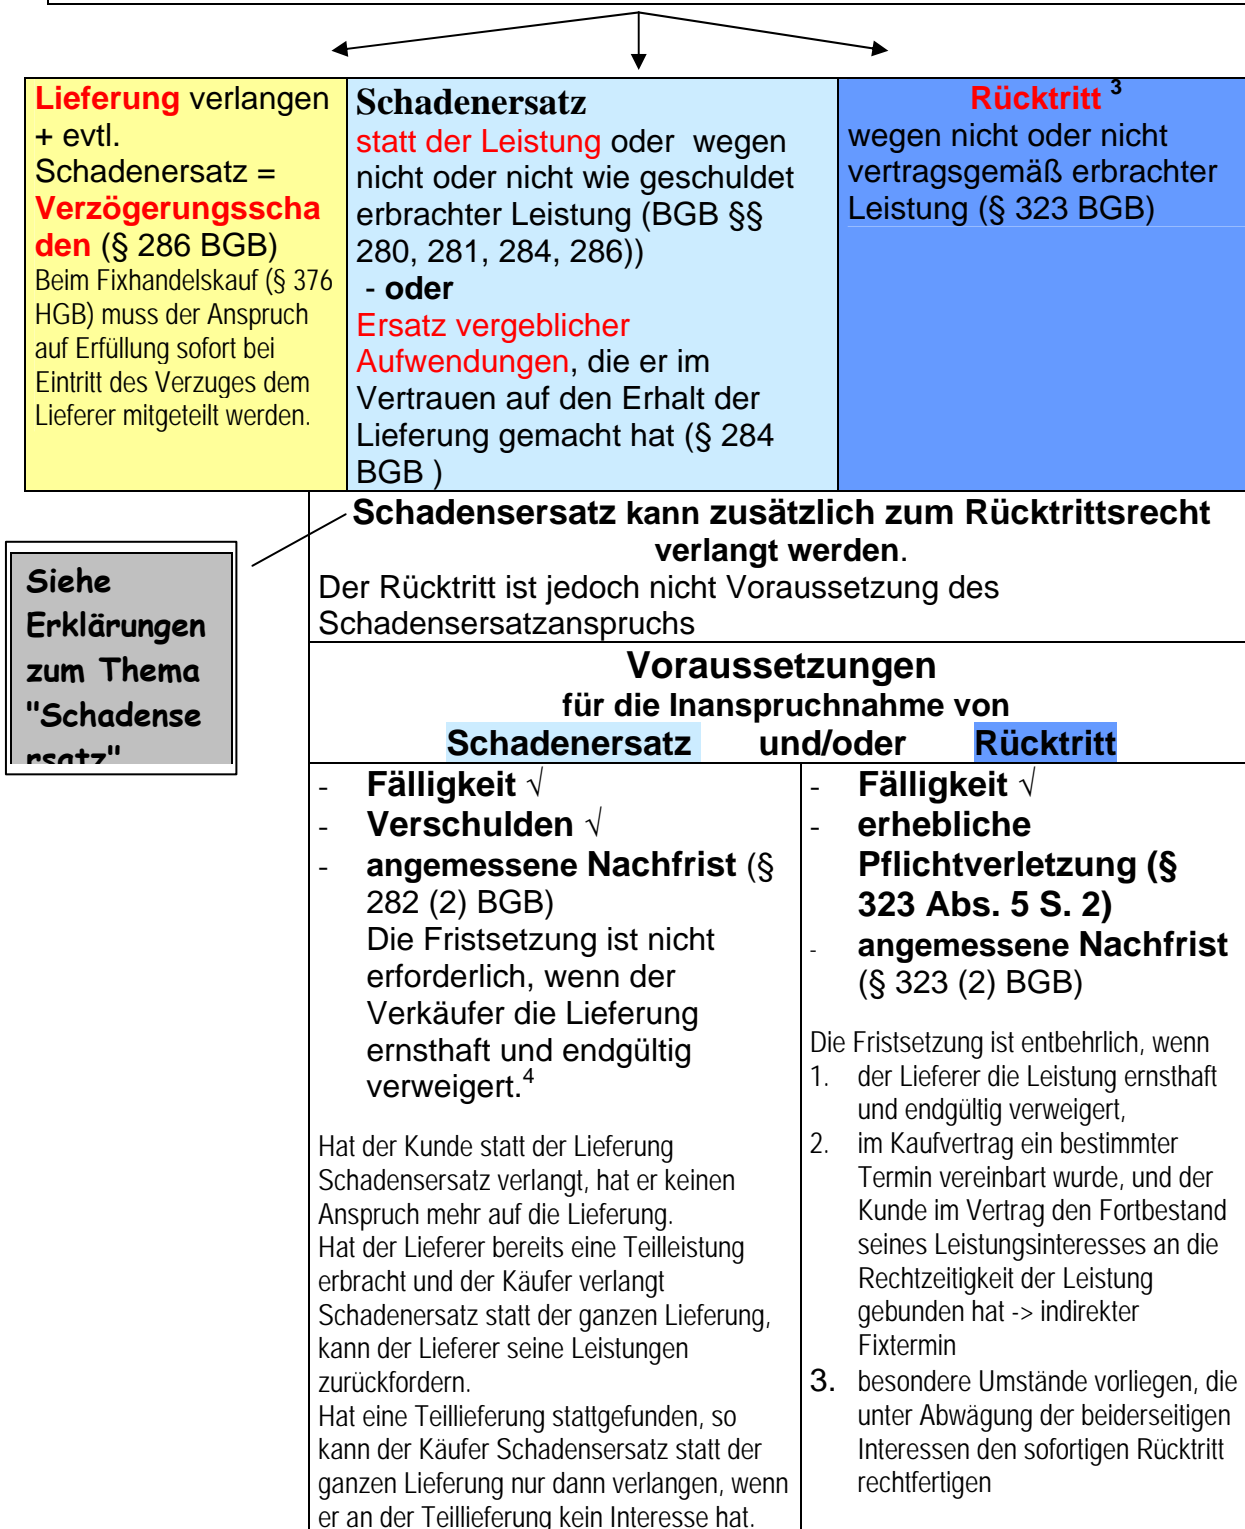 Lieferung verlangen
+ evtl.
Schadenersatz =
Verzögerungsscha
den (§ 286 BGB)
Beim Fixhandelskauf (§ 376
HGB) muss der Anspruch
auf Erfüllung sofort bei
Eintritt des Verzuges dem
Lieferer mitgeteilt werden.
Schadenersatz
statt der Leistung oder wegen
nicht oder nicht wie geschuldet
erbrachter Leistung (BGB §§
280, 281, 284, 286))
- oder
Ersatz vergeblicher
Aufwendungen, die er im
Vertrauen auf den Erhalt der
Lieferung gemacht hat (§ 284
BGB )
Rücktritt ³
wegen nicht oder nicht
vertragsgemäß erbrachter
Leistung (§ 323 BGB)
Schadensersatz kann zusätzlich zum Rücktrittsrecht
verlangt werden.
Der Rücktritt ist jedoch nicht Voraussetzung des
Schadensersatzanspruchs
Siehe
Erklärungen
zum Thema
"Schadense
rsatz"
Voraussetzungen
für die Inanspruchnahme von
Schadenersatz und/oder Rücktritt
- Fälligkeit √
- Verschulden √
- angemessene Nachfrist (§
282 (2) BGB)
Die Fristsetzung ist nicht
erforderlich, wenn der
Verkäufer die Lieferung
ernsthaft und endgültig
verweigert.⁴
Hat der Kunde statt der Lieferung
Schadensersatz verlangt, hat er keinen
Anspruch mehr auf die Lieferung.
Hat der Lieferer bereits eine Teilleistung
erbracht und der Käufer verlangt
Schadenersatz statt der ganzen Lieferung,
kann der Lieferer seine Leistungen
zurückfordern.
Hat eine Teillieferung stattgefunden, so
kann der Käufer Schadensersatz statt der
ganzen Lieferung nur dann verlangen, wenn
er an der Teillieferung kein Interesse hat.
- Fälligkeit √
- erhebliche
Pflichtverletzung (§
323 Abs. 5 S. 2)
- angemessene Nachfrist
(§ 323 (2) BGB)
Die Fristsetzung ist entbehrlich, wenn
1. der Lieferer die Leistung ernsthaft
und endgültig verweigert,
2. im Kaufvertrag ein bestimmter
Termin vereinbart wurde, und der
Kunde im Vertrag den Fortbestand
seines Leistungsinteresses an die
Rechtzeitigkeit der Leistung
gebunden hat -> indirekter
Fixtermin
3. besondere Umstände vorliegen, die
unter Abwägung der beiderseitigen
Interessen den sofortigen Rücktritt
rechtfertigen